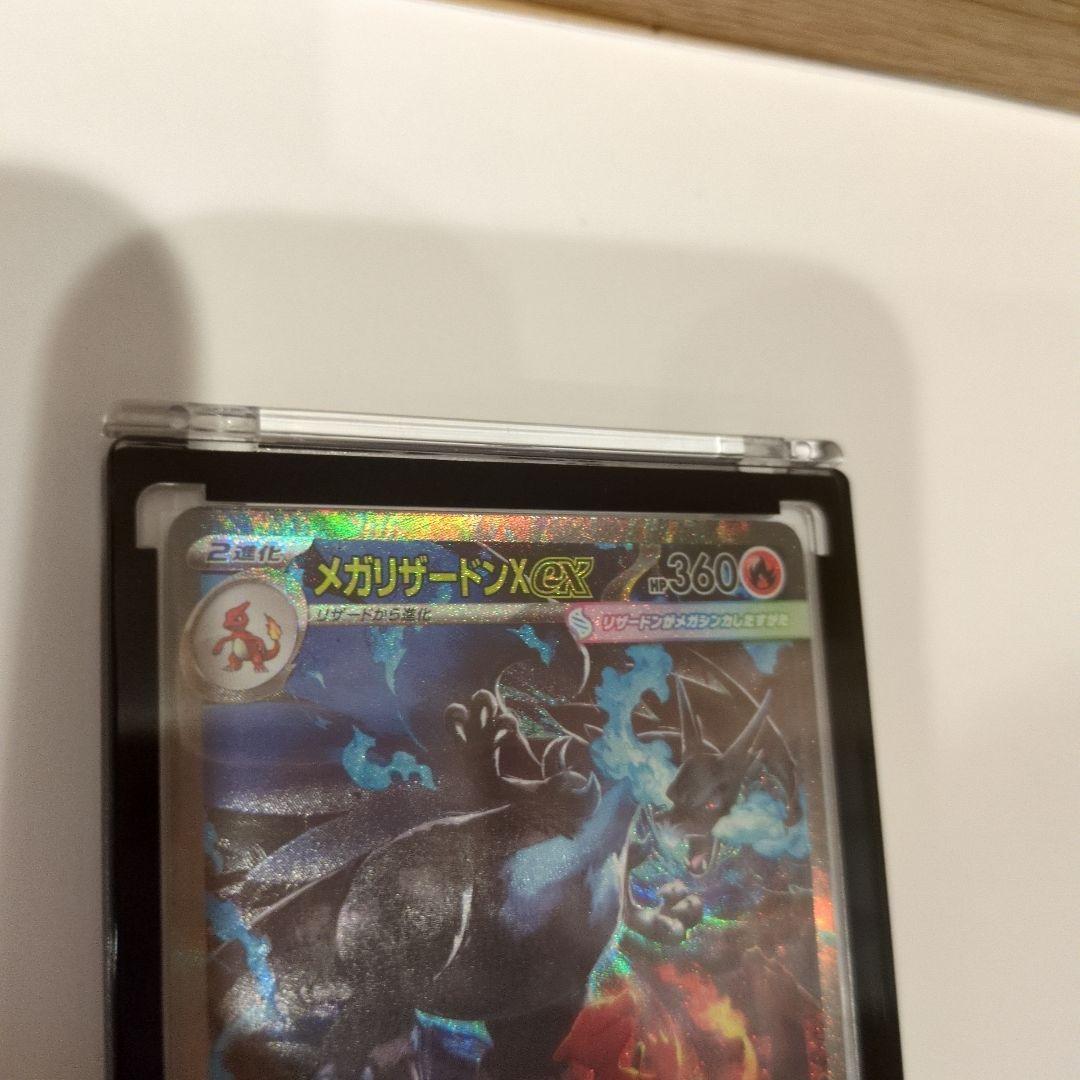 2進化
メガリザードンXex
HP360
リザードから進化
リザードンがメガシンカしたすがた